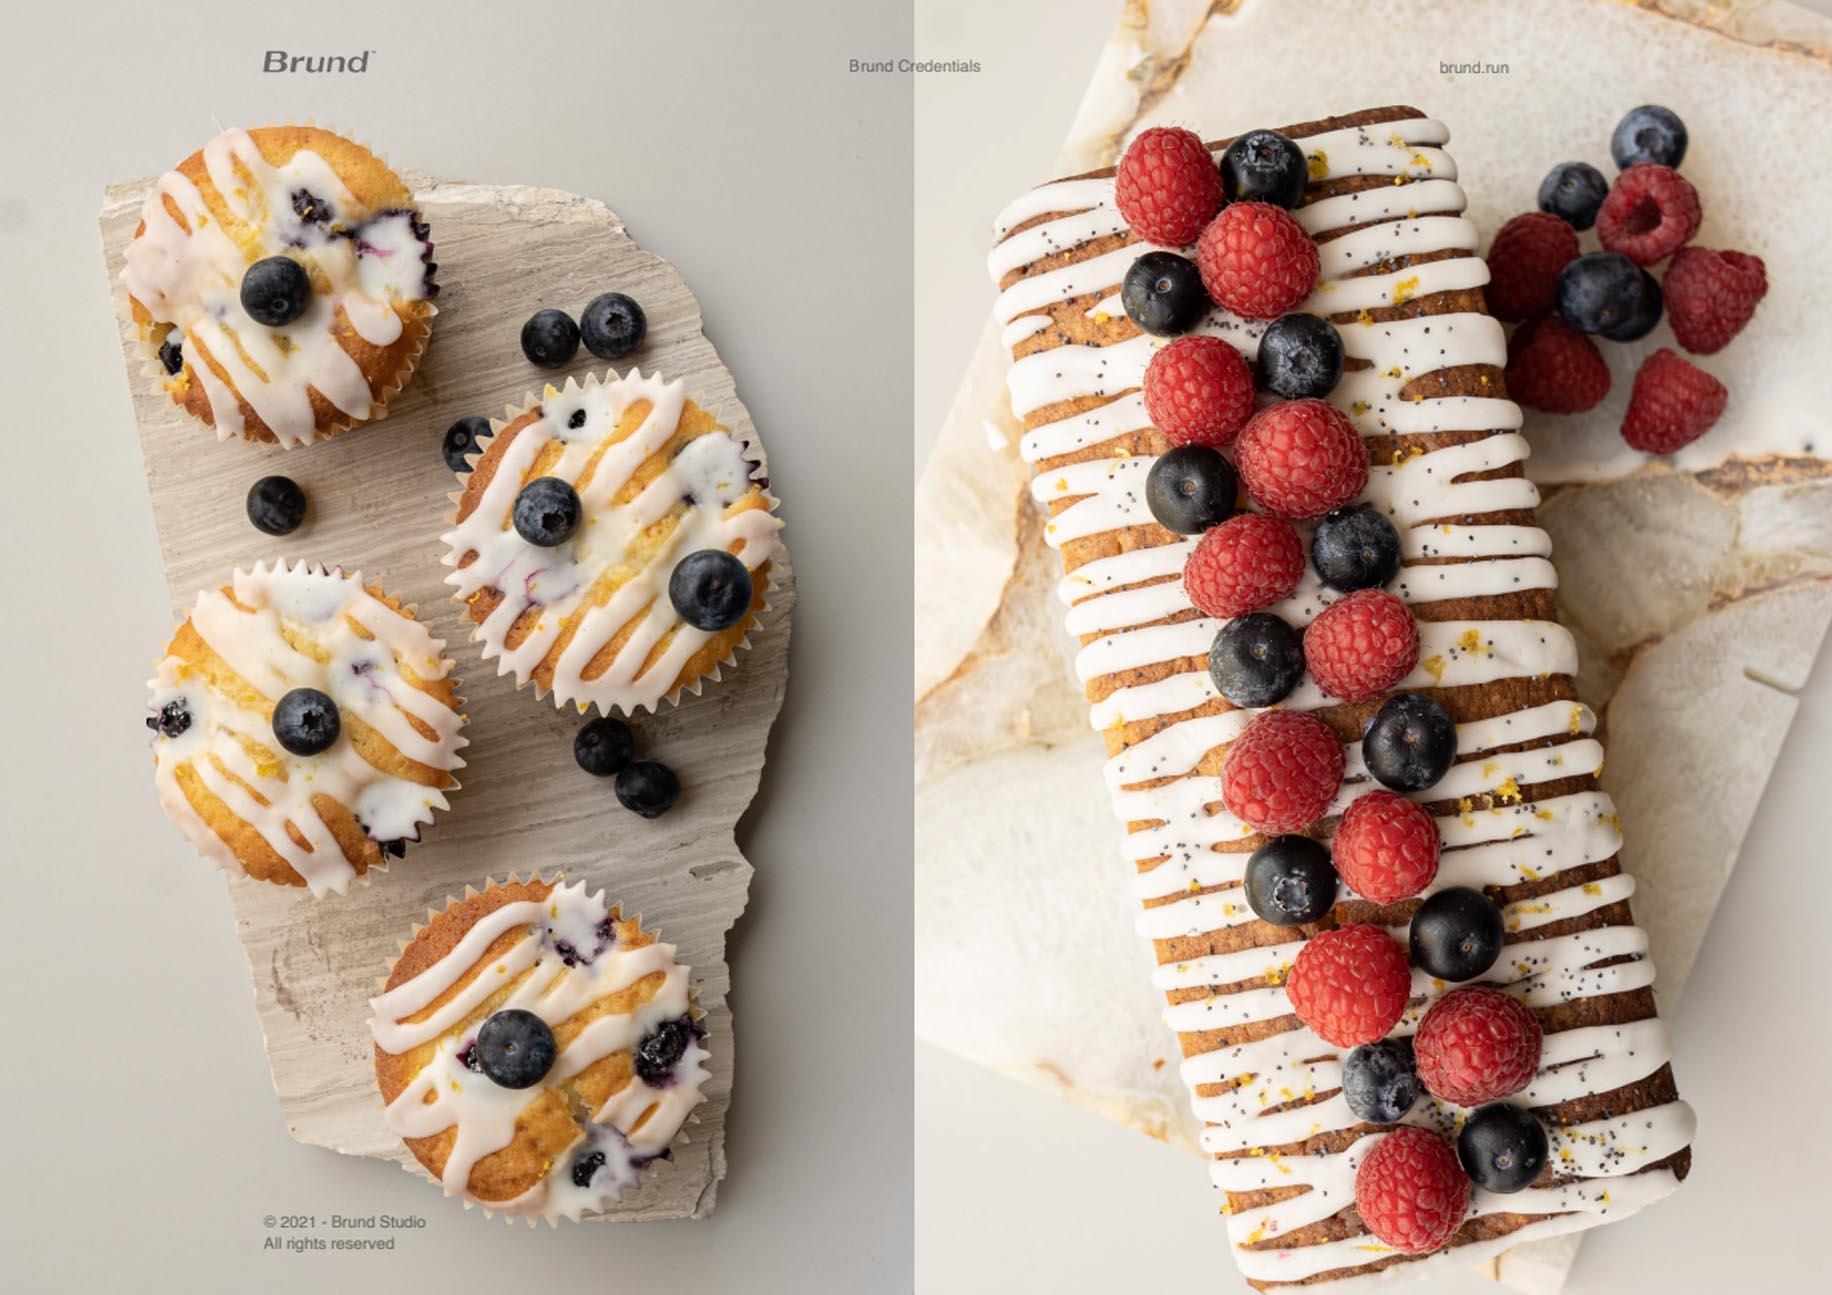 Brund™
Brund Credentials
brund.run
© 2021 - Brund Studio
All rights reserved